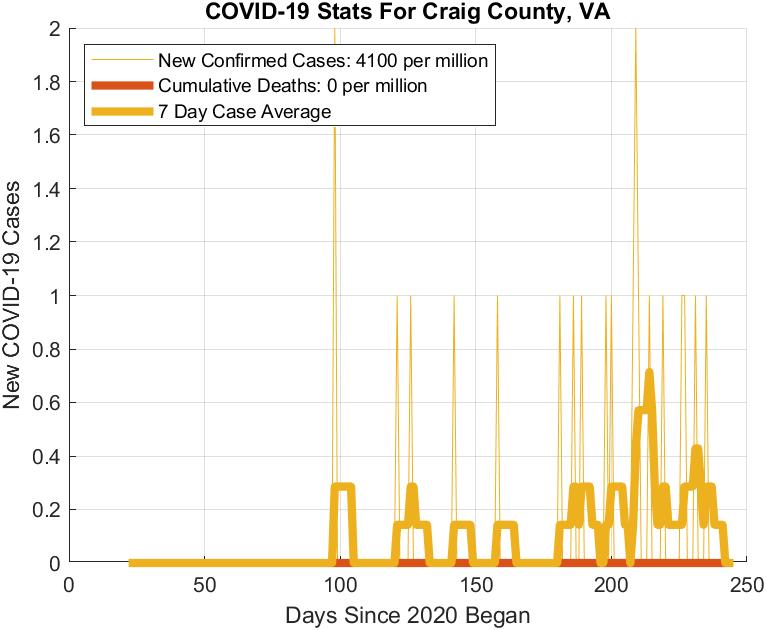 COVID-19 Stats For Craig County, VA
New Confirmed Cases: 4100 per million
Cumulative Deaths: 0 per million
7 Day Case Average
New COVID-19 Cases
2
1.8
1.6
1.4
1.2
1
0.8
0.6
0.4
0.2
0
0 50 100 150 200 250
Days Since 2020 Began